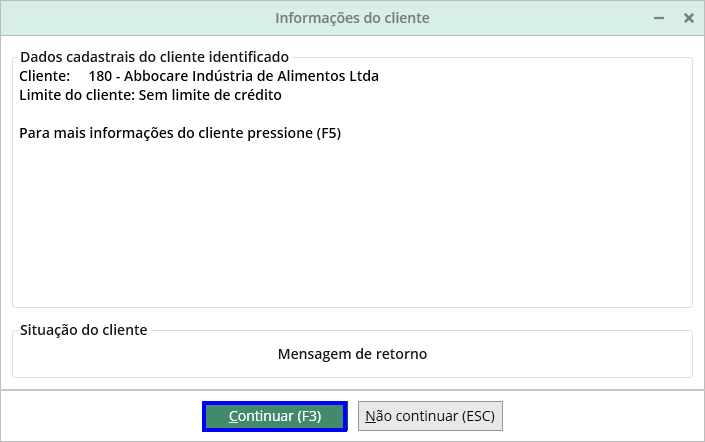 Informações do cliente
Dados cadastrais do cliente identificado
Cliente: 180 - Abbocare Indústria de Alimentos Ltda
Limite do cliente: Sem limite de crédito
Para mais informações do cliente pressione (F5)
Situação do cliente
Mensagem de retorno
Continuar (F3) Não continuar (ESC)